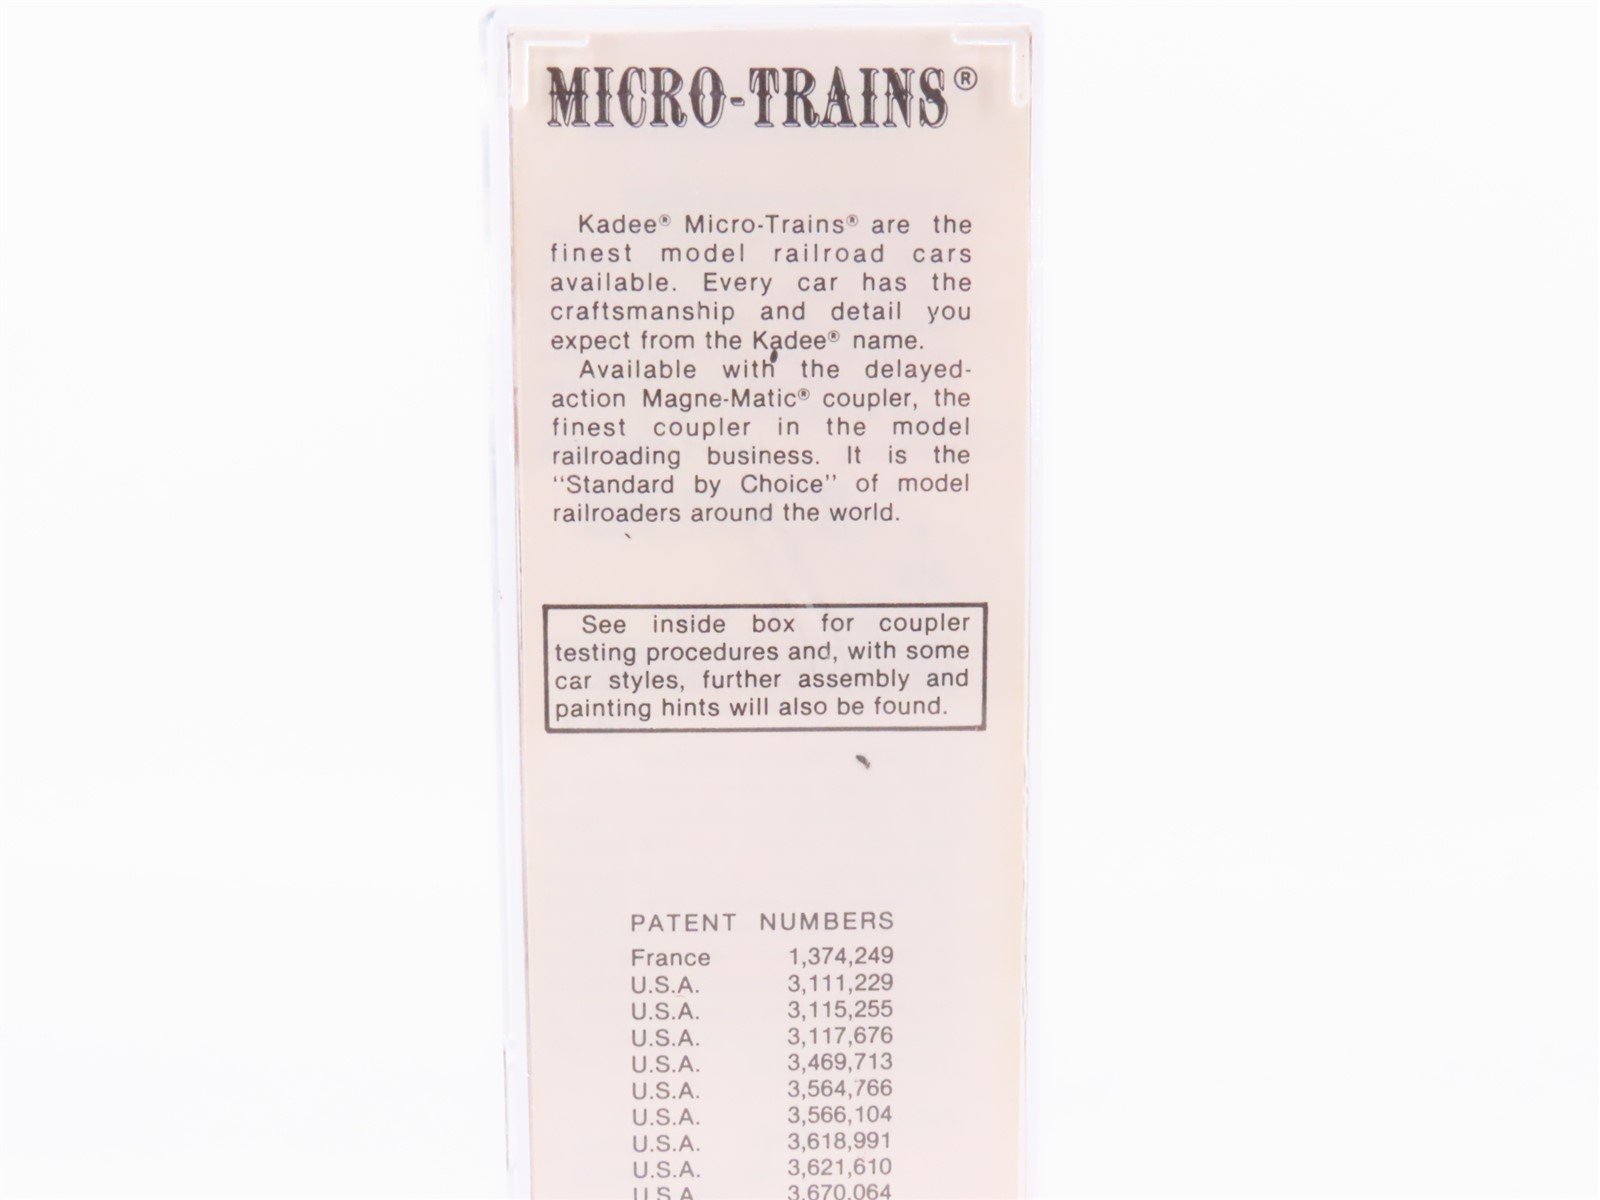 MICRO-TRAINS®
Kadee® Micro-Trains® are the
finest model railroad cars
available. Every car has the
craftsmanship and detail you
expect from the Kadee® name.
Available with the delayed-
action Magne-Matic® coupler, the
finest coupler in the model
railroading business. It is the
“Standard by Choice” of model
railroaders around the world.
See inside box for coupler
testing procedures and, with some
car styles, further assembly and
painting hints will also be found.
PATENT NUMBERS
France 1,374,249
U.S.A. 3,111,229
U.S.A. 3,115,255
U.S.A. 3,117,676
U.S.A. 3,469,713
U.S.A. 3,564,766
U.S.A. 3,566,104
U.S.A. 3,618,991
U.S.A. 3,621,610
U.S.A. 3,670,064